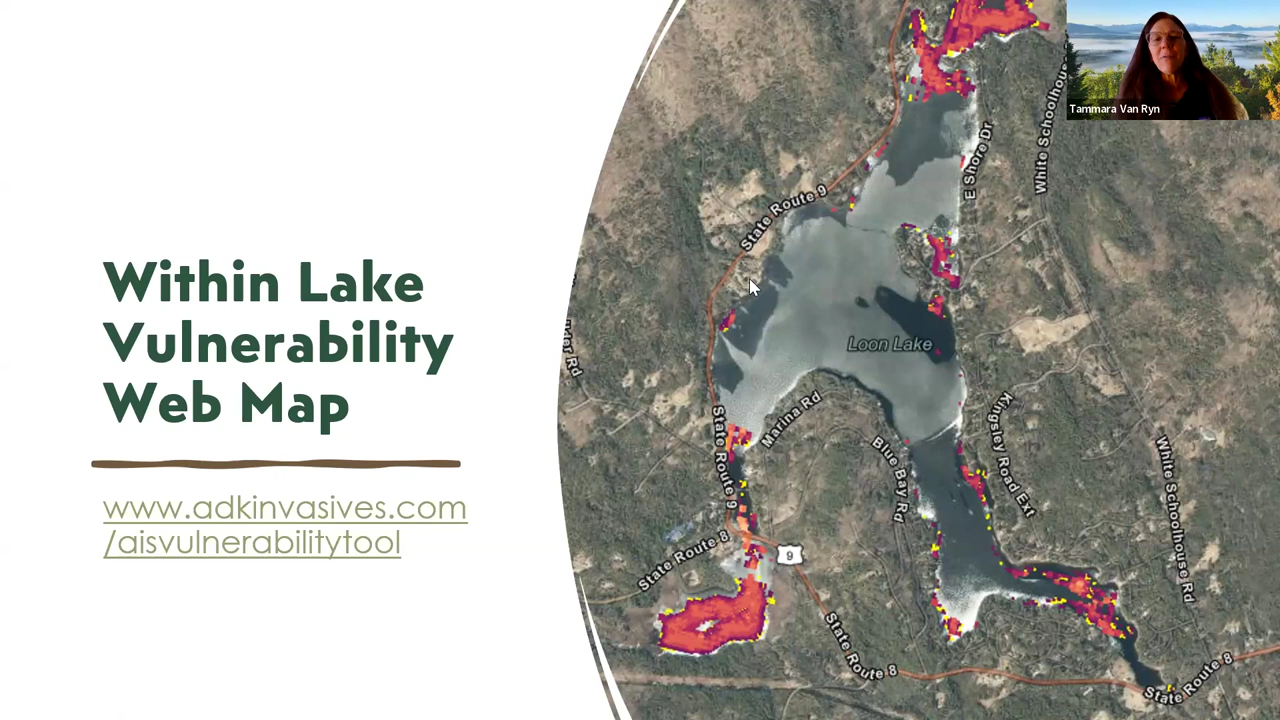 Within Lake
Vulnerability
Web Map
www.adkinvasives.com
/aisvulnerabilitytool
Tammara Van Ryn
White Schoolhouse
E Shore Dr
State Route 9
Loon Lake
Marina Rd
Kingsley Road Ext
State Route 9
Blue Bay Rd
White Schoolhouse Rd
State Route 8
9
State Route 8
State Route 8